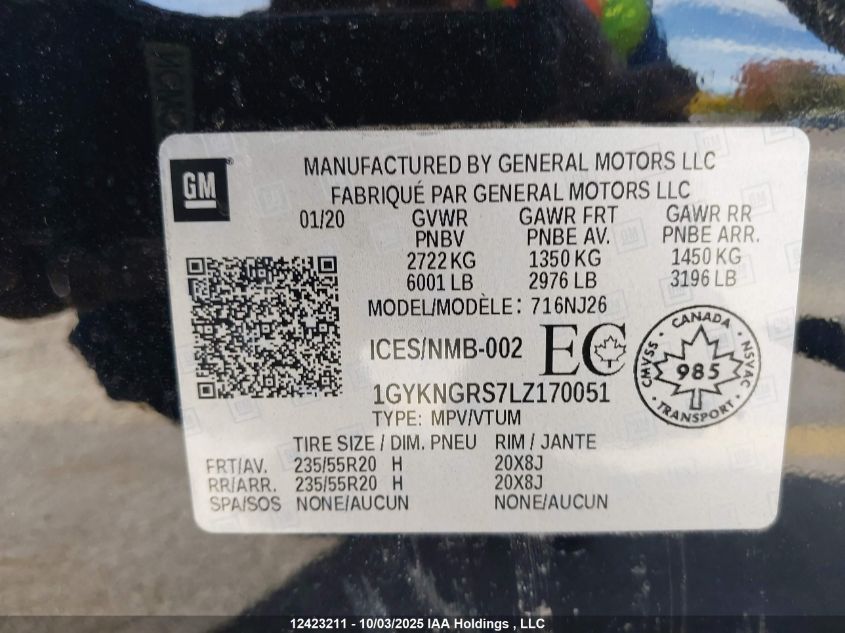 GM
MANUFACTURED BY GENERAL MOTORS LLC
FABRIQUÉ PAR GENERAL MOTORS LLC
01/20 GVWR GAWR FRT GAWR RR
PNBV PNBE AV. PNBE ARR.
2722 KG 1350 KG 1450 KG
6001 LB 2976 LB 3196 LB
MODEL/MODÈLE: 716NJ26
ICES/NMB-002 EC
CANADA
CMVSS 985 NSVAC
TRANSPORT
1GYKNGRS7LZ170051
TYPE: MPV/VTUM
TIRE SIZE / DIM. PNEU RIM / JANTE
FRT/AV. 235/55R20 H 20X8J
RR/ARR. 235/55R20 H 20X8J
SPA/SOS NONE/AUCUN NONE/AUCUN
12423211 - 10/03/2025 IAA Holdings , LLC